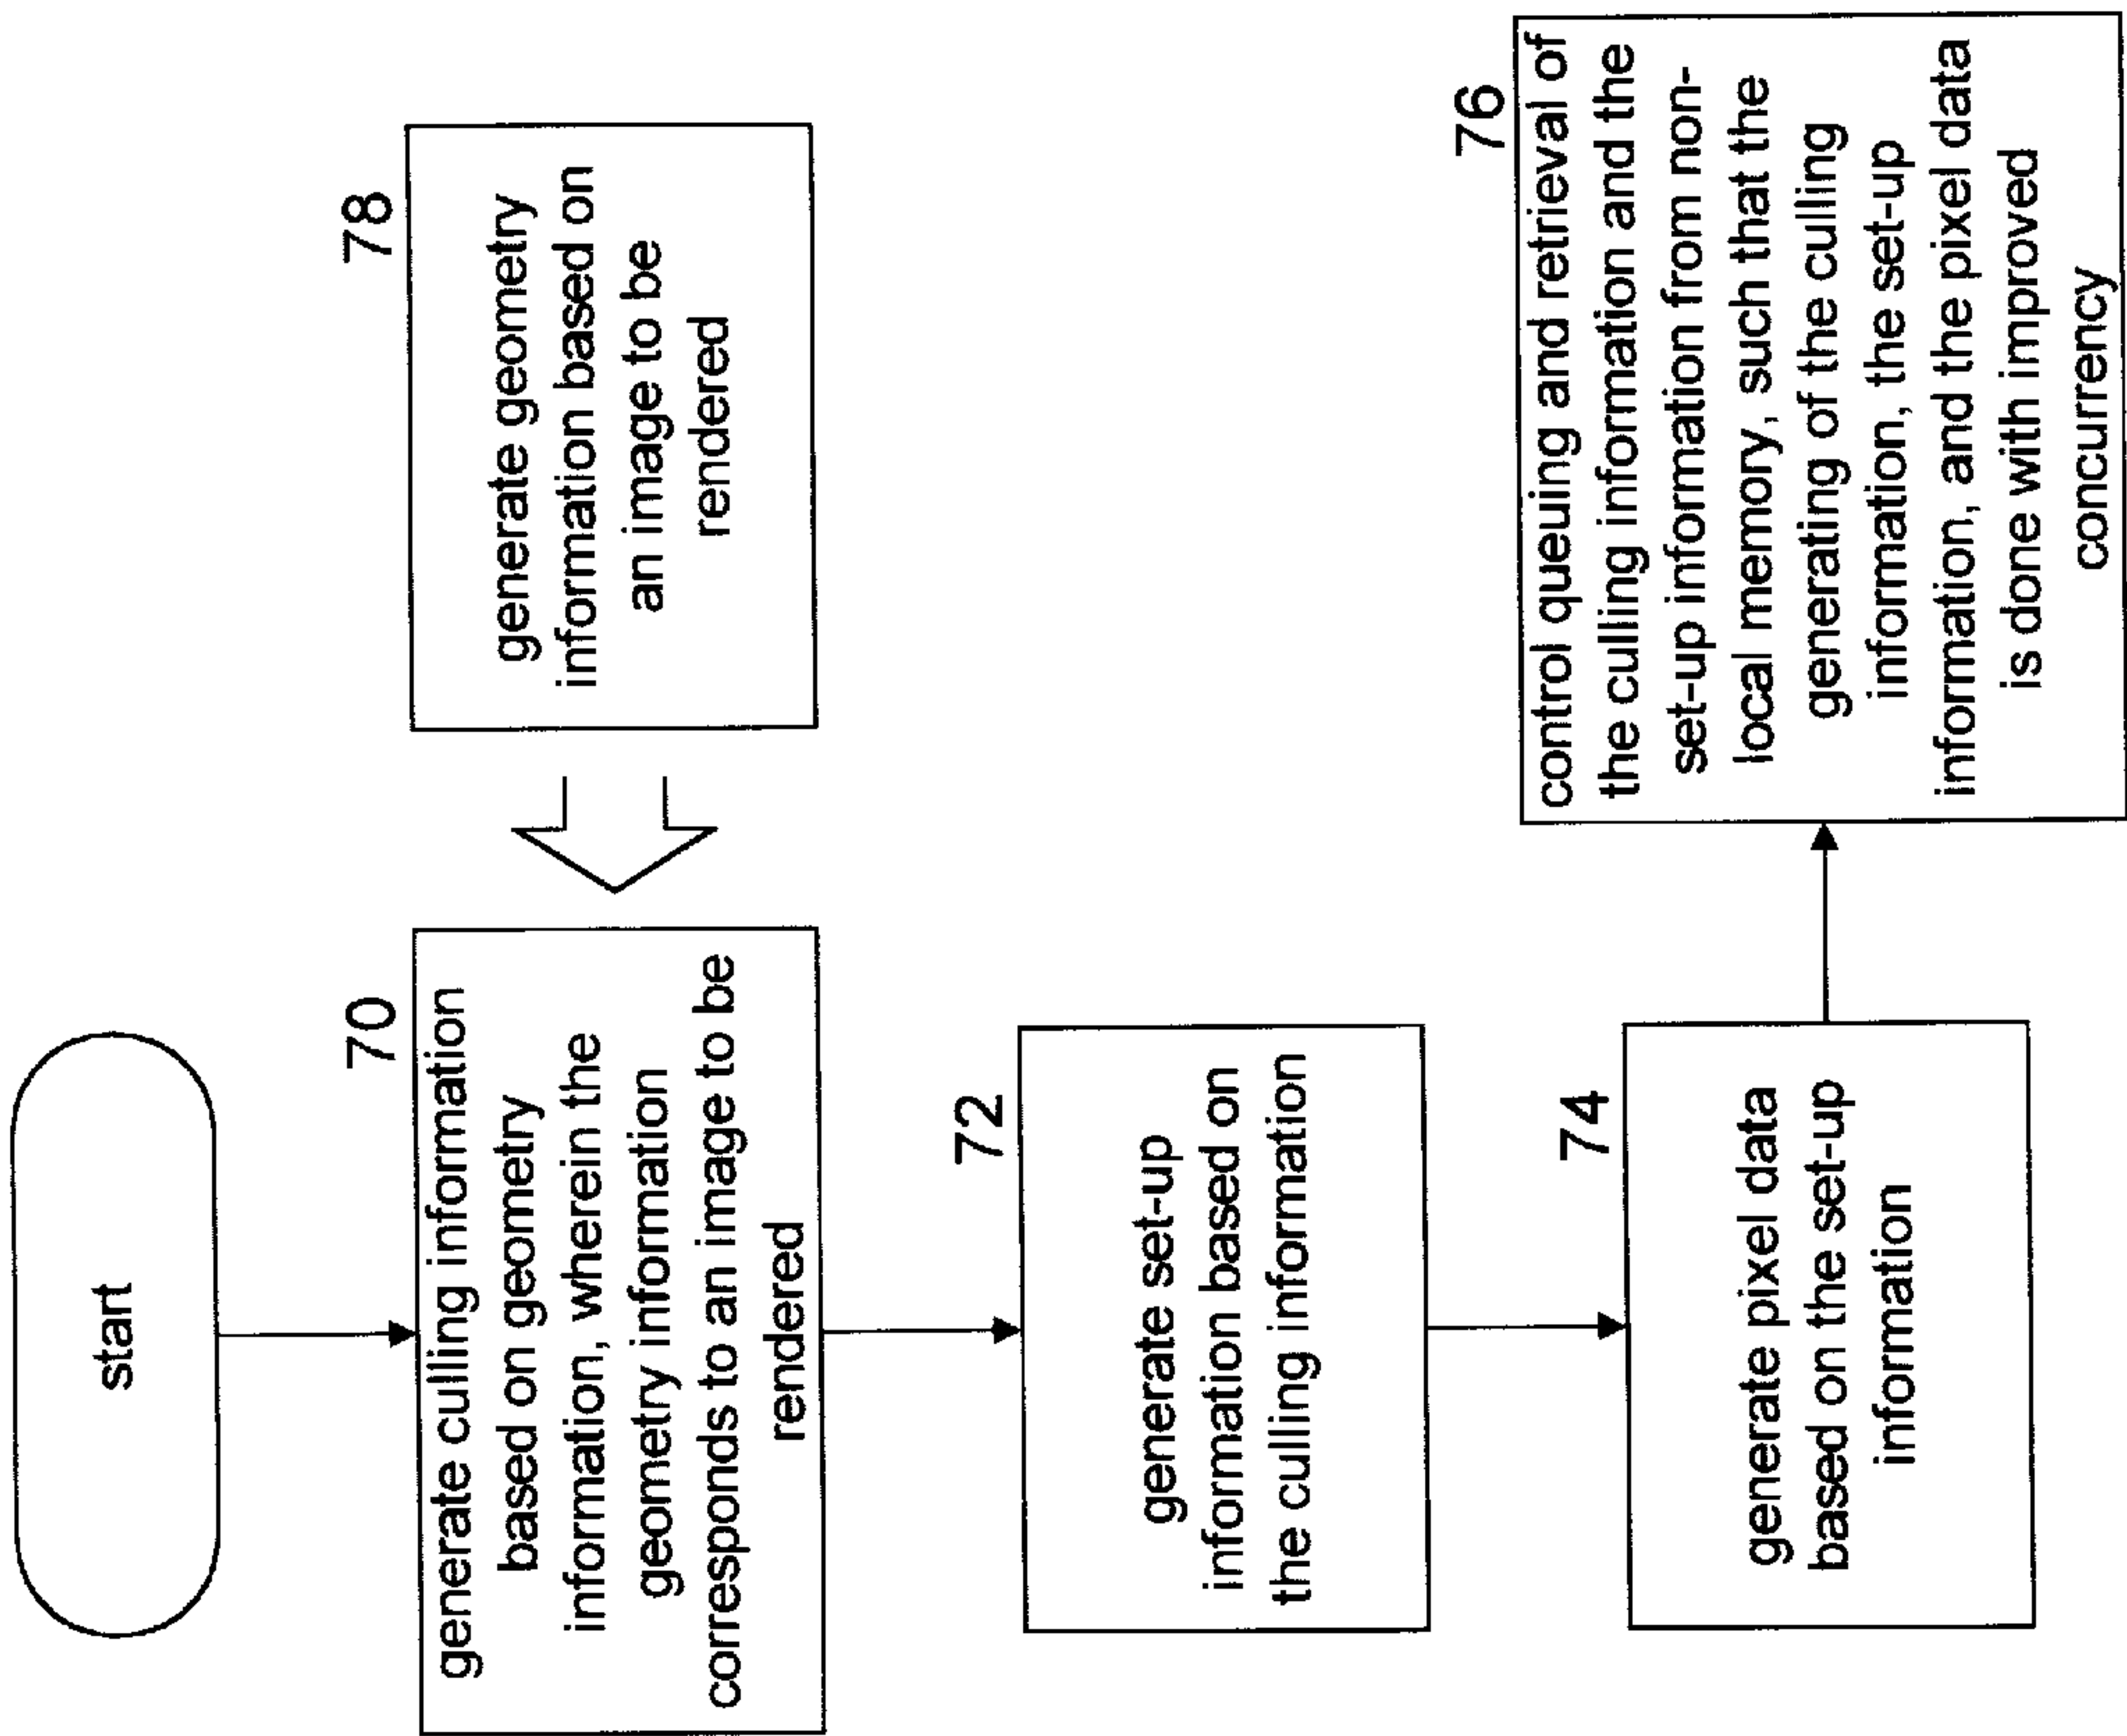 start
70
generate culling information
based on geometry
information, wherein the
geometry information
corresponds to an image to be
rendered
78
generate geometry
information based on
an image to be
rendered
72
generate set-up
information based on
the culling information
74
generate pixel data
based on the set-up
information
76
control queuing and retrieval of
the culling information and the
set-up information from non-
local memory, such that the
generating of the culling
information, the set-up
information, and the pixel data
is done with improved
concurrency